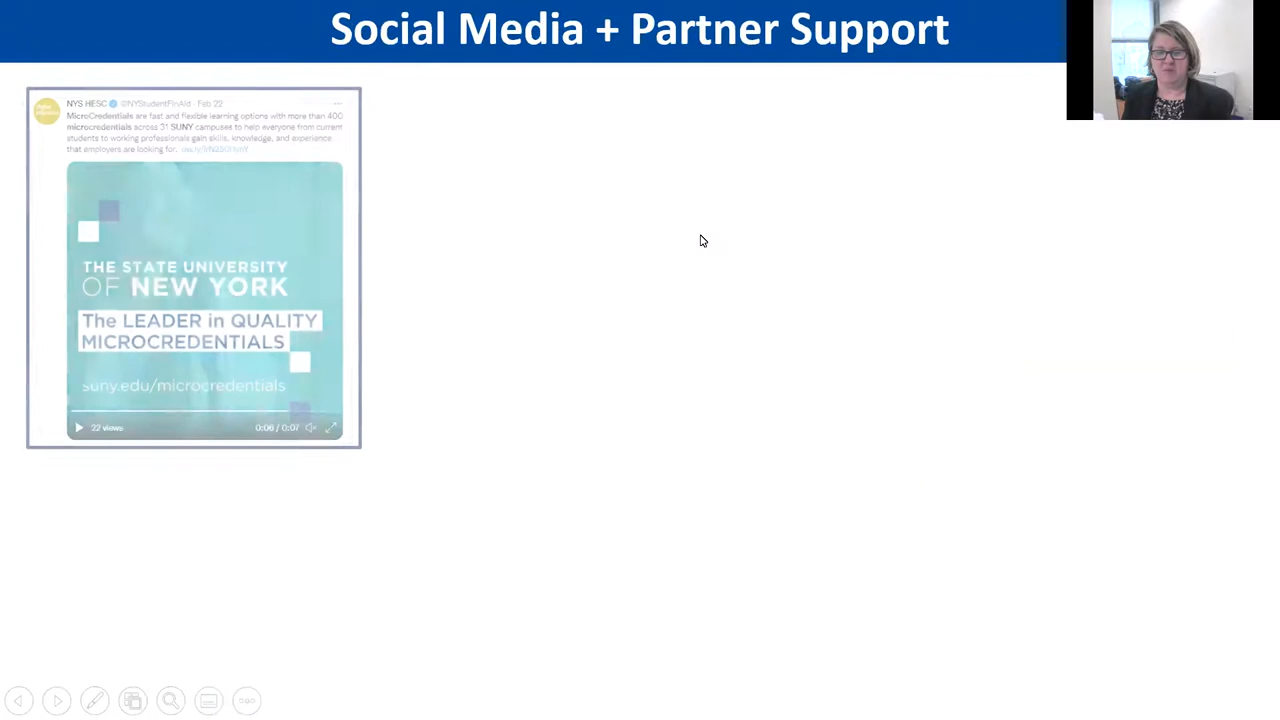 Social Media + Partner Support
NYS HESC @NYStudentFinAid · Feb 22
MicroCredentials are fast and flexible learning options with more than 400
microcredentials across 31 SUNY campuses to help everyone from current
students to working professionals gain skills, knowledge, and experience
that employers are looking for.
THE STATE UNIVERSITY
OF NEW YORK
The LEADER in QUALITY
MICROCREDENTIALS
suny.edu/microcredentials
22 views
0:06 / 0:07